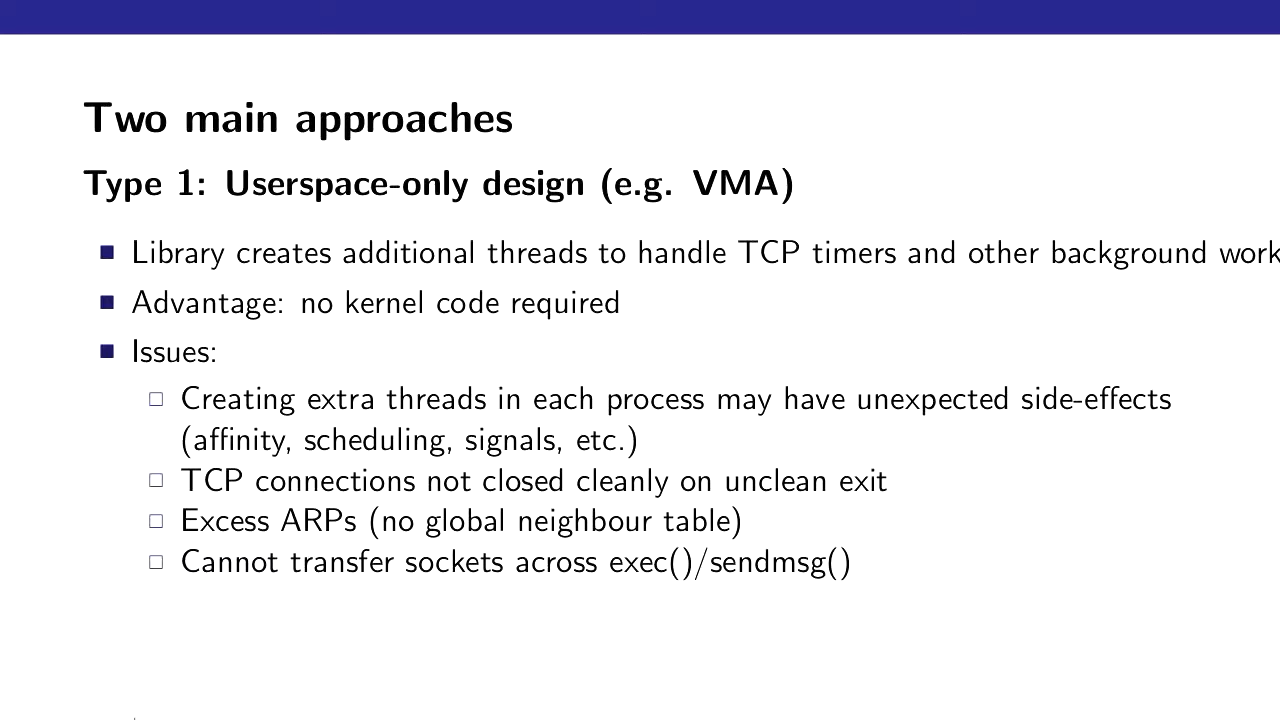 Two main approaches
Type 1: Userspace-only design (e.g. VMA)
Library creates additional threads to handle TCP timers and other background work
Advantage: no kernel code required
Issues:
Creating extra threads in each process may have unexpected side-effects
(affinity, scheduling, signals, etc.)
TCP connections not closed cleanly on unclean exit
Excess ARPs (no global neighbour table)
Cannot transfer sockets across exec()/sendmsg()